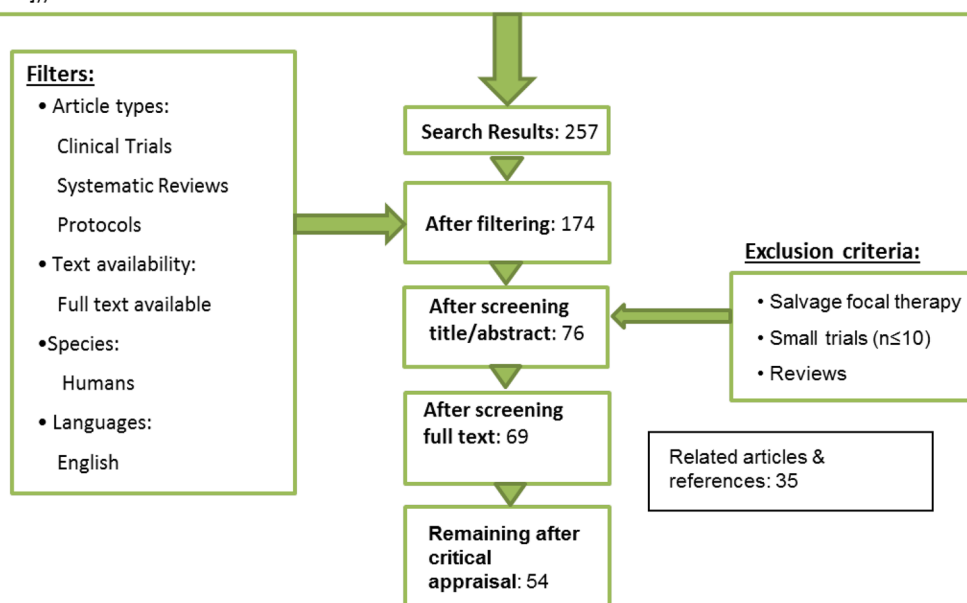 Filters:
• Article types:
Clinical Trials
Systematic Reviews
Protocols
• Text availability:
Full text available
•Species:
Humans
• Languages:
English
Search Results: 257
After filtering: 174
After screening
title/abstract: 76
Exclusion criteria:
• Salvage focal therapy
• Small trials (n≤10)
• Reviews
After screening
full text: 69
Related articles &
references: 35
Remaining after
critical
appraisal: 54